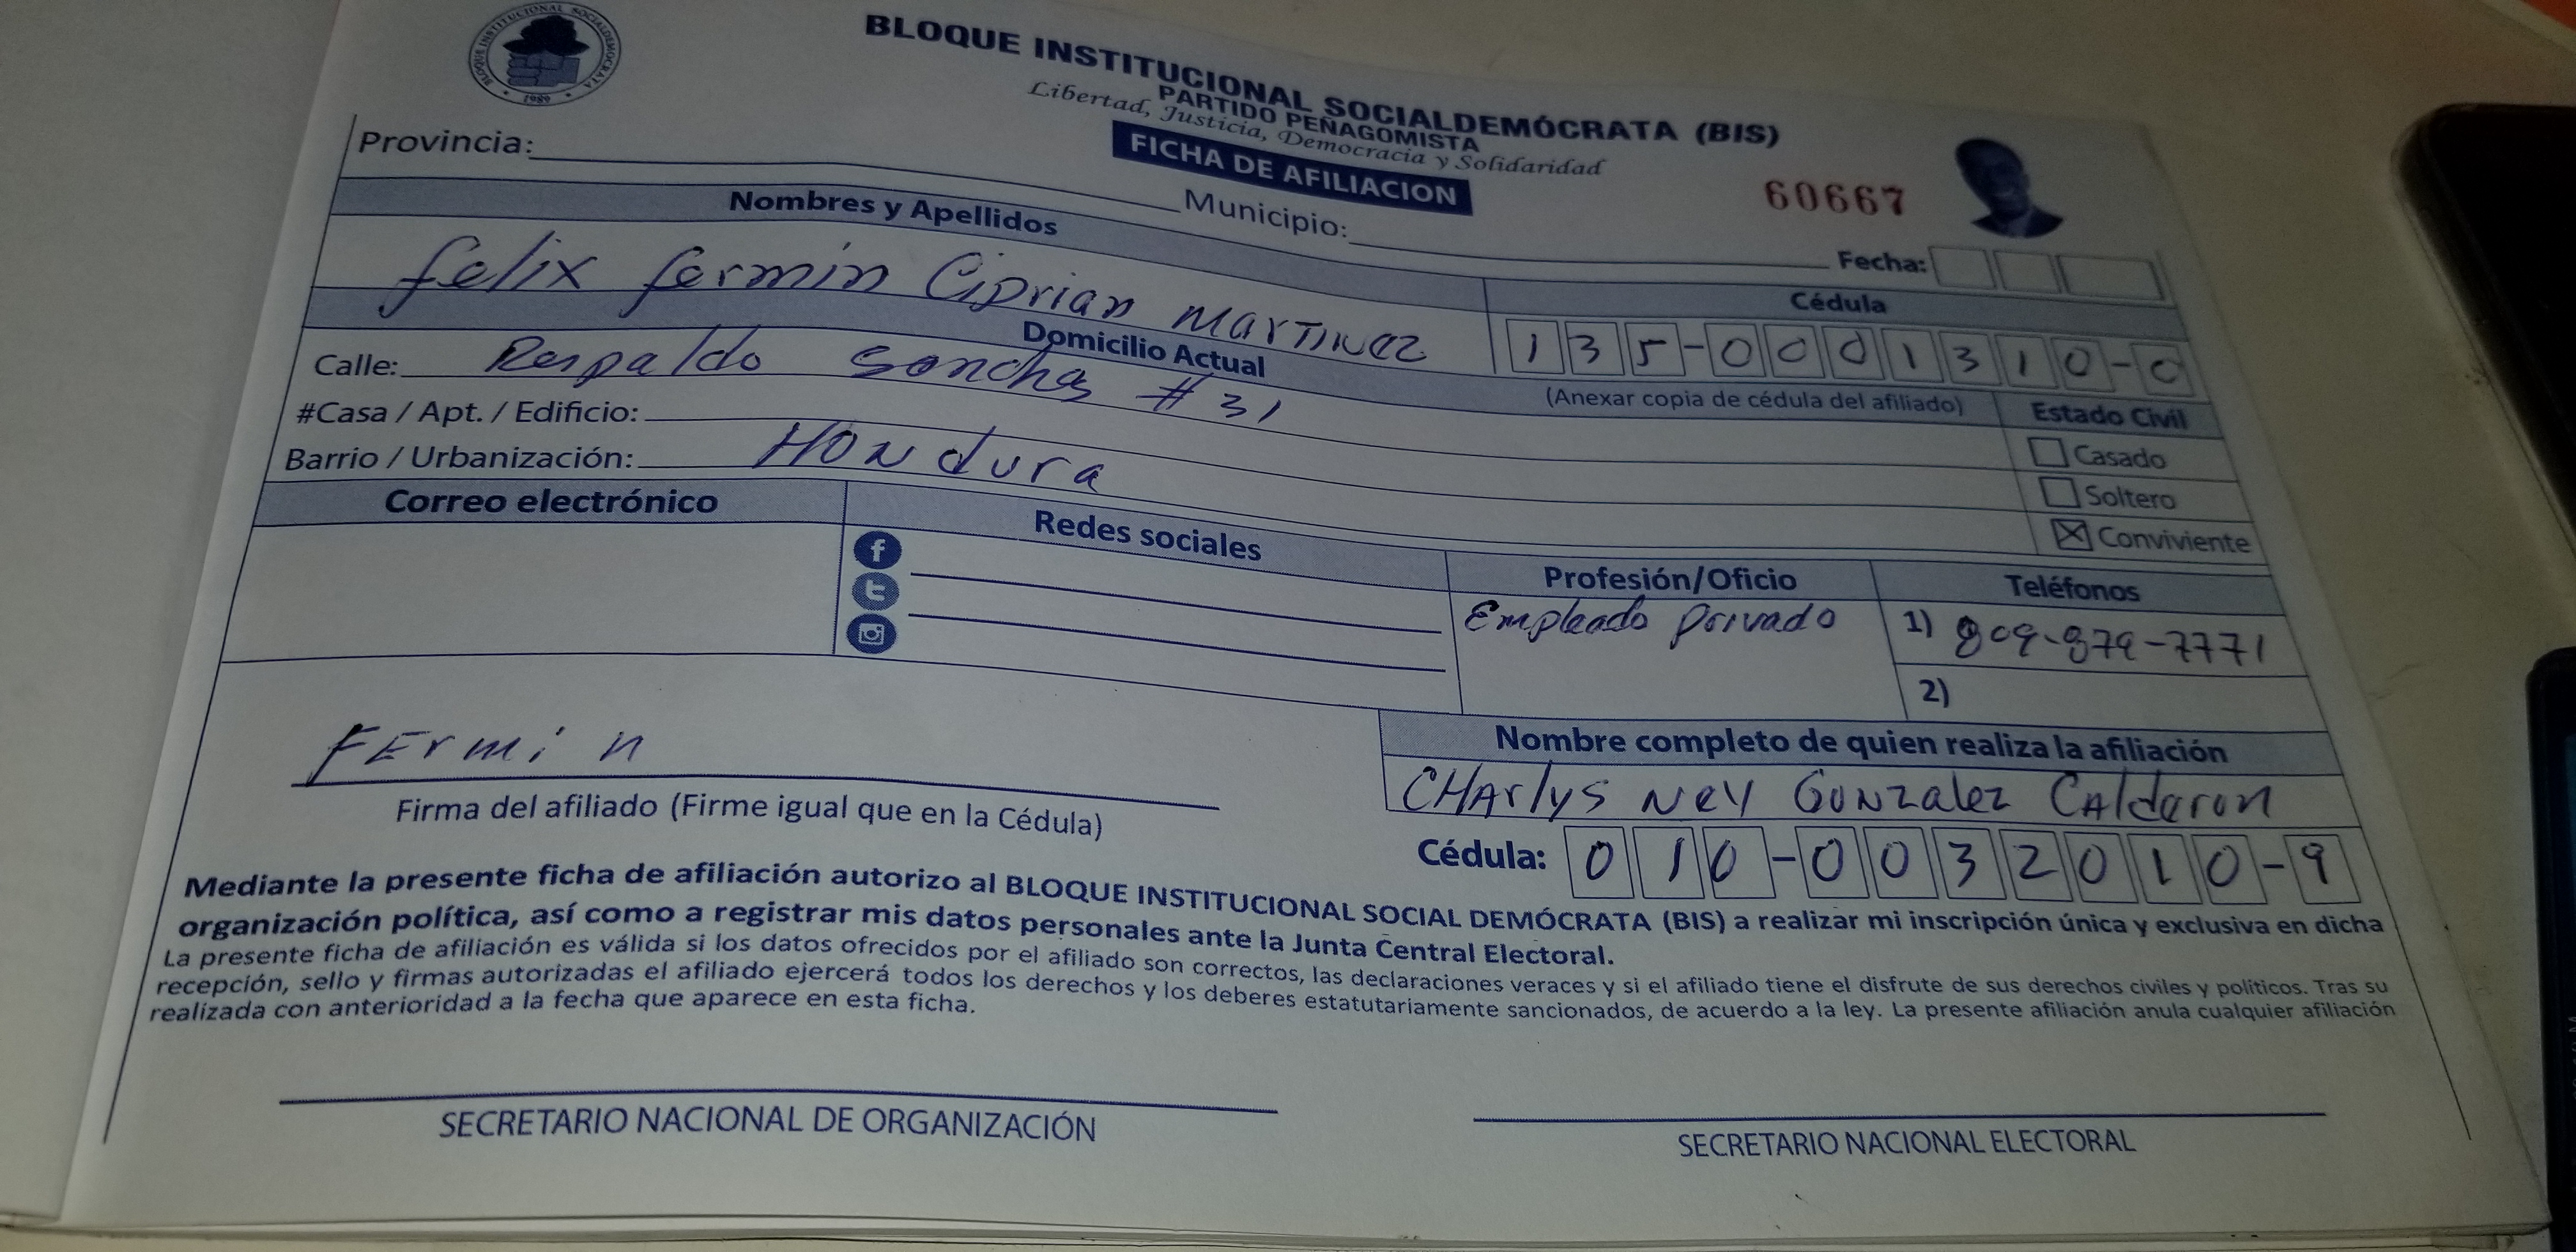 BLOQUE INSTITUCIONAL SOCIALDEMOCRATA
1989
BLOQUE INSTITUCIONAL SOCIALDEMÓCRATA (BIS)
PARTIDO PEÑAGOMISTA
Libertad, Justicia, Democracia y Solidaridad
FICHA DE AFILIACION
60667
Provincia:
Municipio:
Fecha:
Nombres y Apellidos
Cédula
felix fermin Ciprian MARTINEZ
135-0001310-0
(Anexar copia de cédula del afiliado)
Domicilio Actual
Estado Civil
Calle: Respaldo Sonchas # 31
Casado
#Casa / Apt. / Edificio:
Soltero
Barrio / Urbanización: HONdura
Conviviente
Correo electrónico
Redes sociales
Profesión/Oficio
Teléfonos
Empleado privado
1) 809-879-7771
2)
FErmin
Firma del afiliado (Firme igual que en la Cédula)
Nombre completo de quien realiza la afiliación
CHArlys NeY GONZalez CAlderon
Cédula: 010-0032010-9
Mediante la presente ficha de afiliación autorizo al BLOQUE INSTITUCIONAL SOCIAL DEMÓCRATA (BIS) a realizar mi inscripción única y exclusiva en dicha
organización política, así como a registrar mis datos personales ante la Junta Central Electoral.
La presente ficha de afiliación es válida si los datos ofrecidos por el afiliado son correctos, las declaraciones veraces y si el afiliado tiene el disfrute de sus derechos civiles y políticos. Tras su
recepción, sello y firmas autorizadas el afiliado ejercerá todos los derechos y los deberes estatutariamente sancionados, de acuerdo a la ley. La presente afiliación anula cualquier afiliación
realizada con anterioridad a la fecha que aparece en esta ficha.
SECRETARIO NACIONAL DE ORGANIZACIÓN
SECRETARIO NACIONAL ELECTORAL